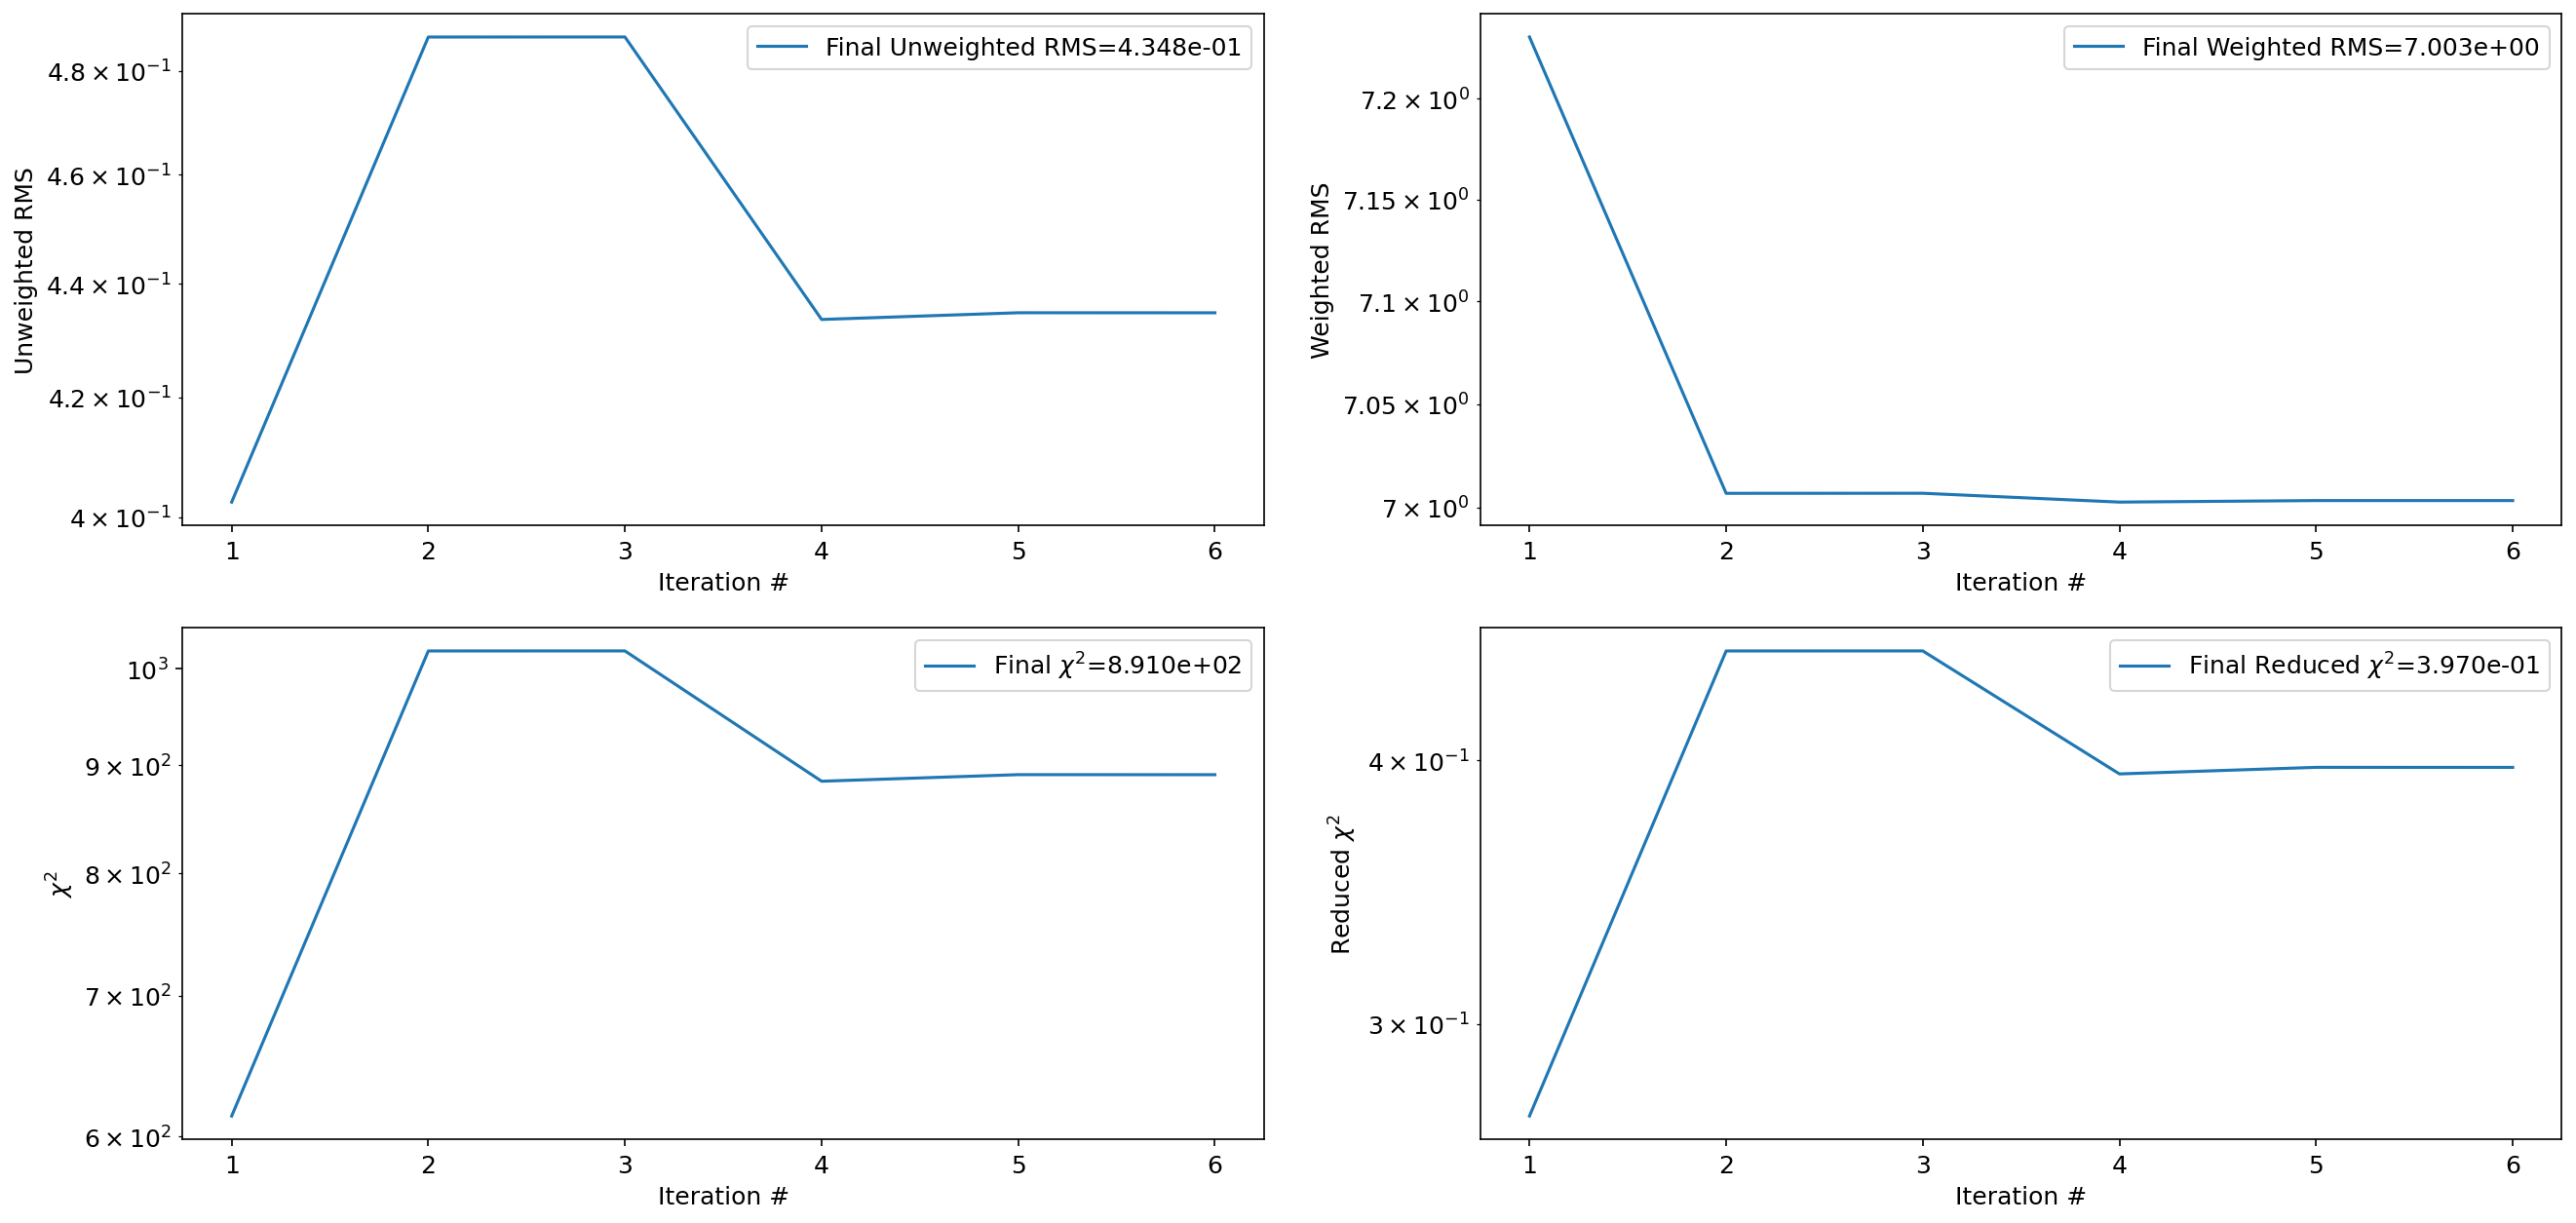 Final Unweighted RMS=4.348e-01
Unweighted RMS
4.8 × 10⁻¹
4.6 × 10⁻¹
4.4 × 10⁻¹
4.2 × 10⁻¹
4 × 10⁻¹
1 2 3 4 5 6
Iteration #
Final Weighted RMS=7.003e+00
Weighted RMS
7.2 × 10⁰
7.15 × 10⁰
7.1 × 10⁰
7.05 × 10⁰
7 × 10⁰
1 2 3 4 5 6
Iteration #
Final χ²=8.910e+02
χ²
10³
9 × 10²
8 × 10²
7 × 10²
6 × 10²
1 2 3 4 5 6
Iteration #
Final Reduced χ²=3.970e-01
Reduced χ²
4 × 10⁻¹
3 × 10⁻¹
1 2 3 4 5 6
Iteration #